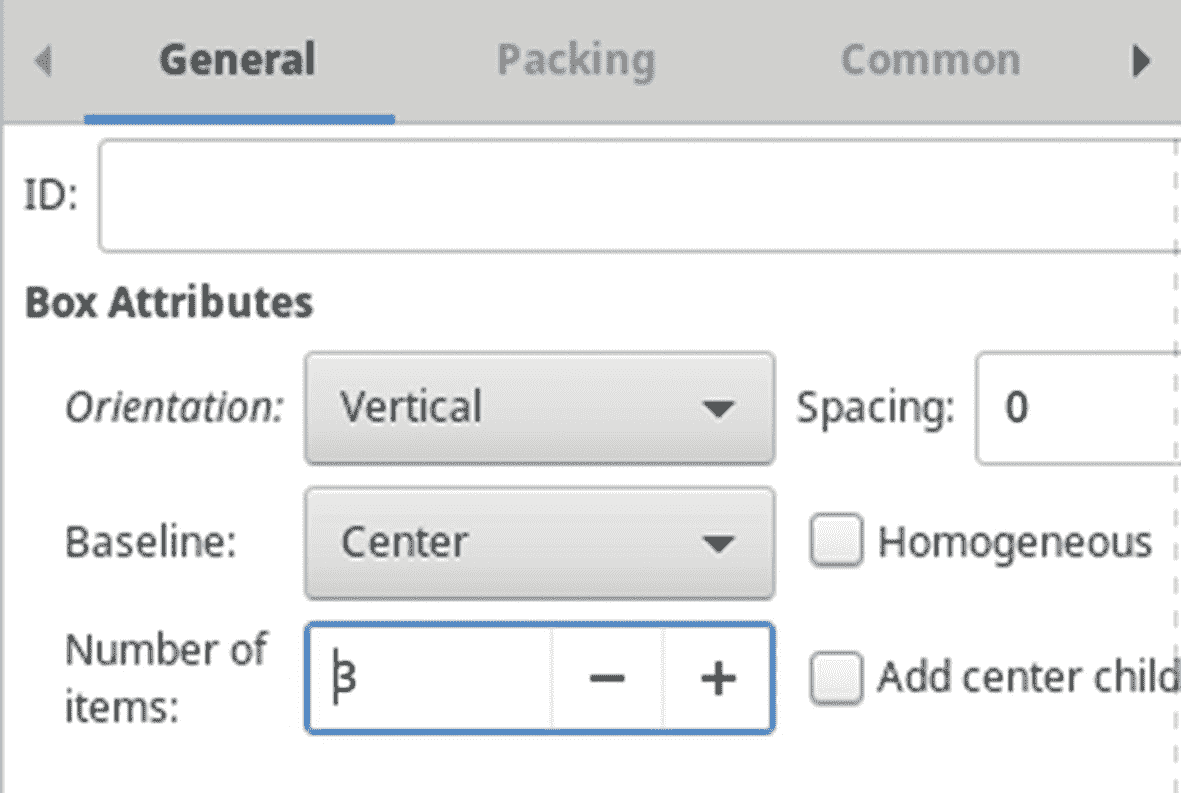 General Packing Common
ID:
Box Attributes
Orientation: Vertical Spacing: 0
Baseline: Center Homogeneous
Number of
items: 3 Add center child